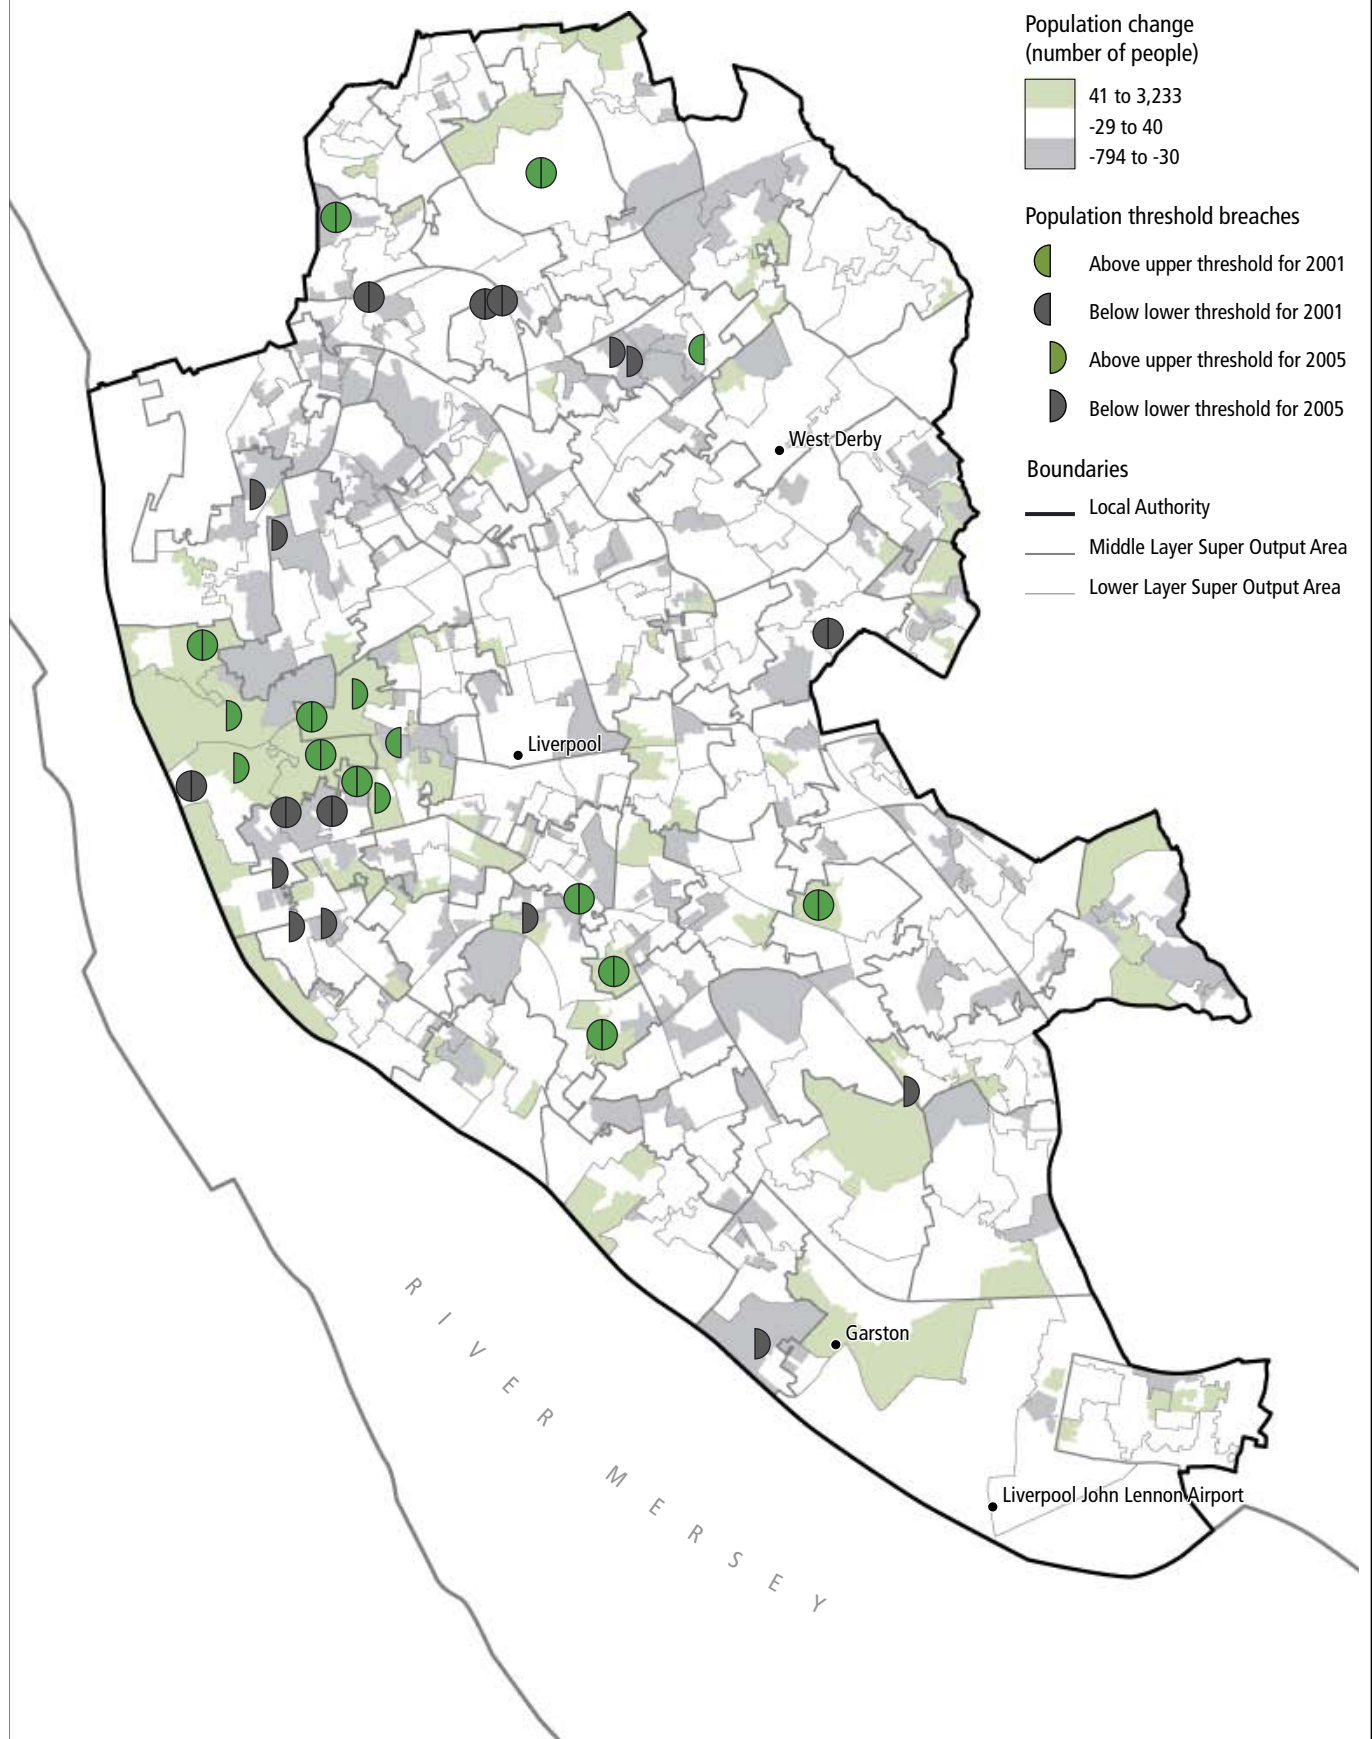 Population change
(number of people)
41 to 3,233
-29 to 40
-794 to -30
Population threshold breaches
Above upper threshold for 2001
Below lower threshold for 2001
Above upper threshold for 2005
Below lower threshold for 2005
Boundaries
Local Authority
Middle Layer Super Output Area
Lower Layer Super Output Area
West Derby
Liverpool
Garston
Liverpool John Lennon Airport
RIVER MERSEY